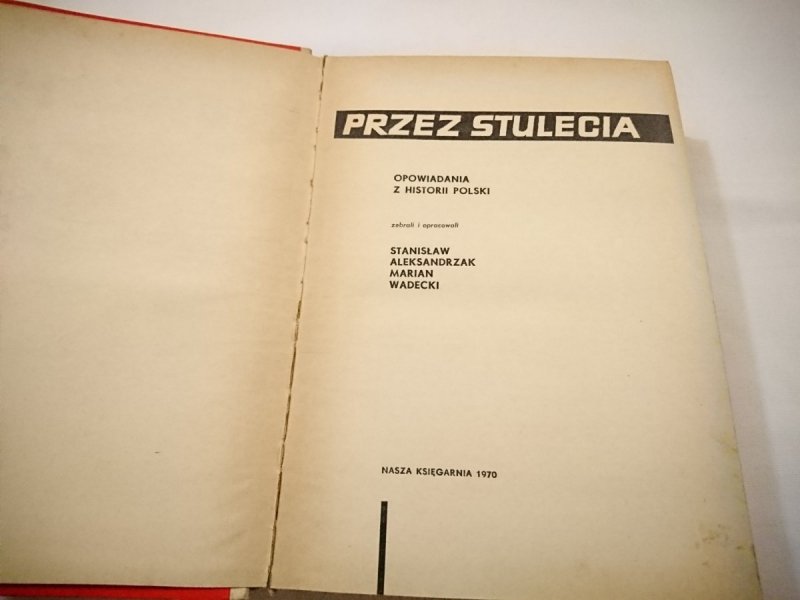 PRZEZ STULECIA
OPOWIADANIA
Z HISTORII POLSKI
zebrali i opracowali
STANISŁAW
ALEKSANDRZAK
MARIAN
WADECKI
NASZA KSIĘGARNIA 1970